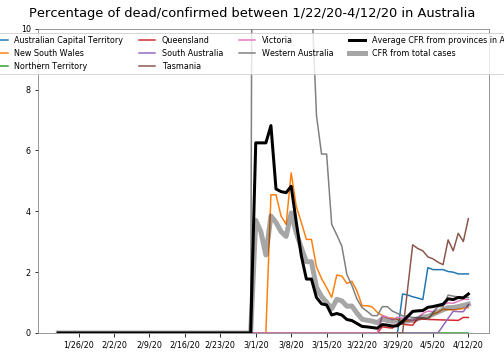 Percentage of dead/confirmed between 1/22/20-4/12/20 in Australia
Australian Capital Territory
New South Wales
Northern Territory
Queensland
South Australia
Tasmania
Victoria
Western Australia
Average CFR from provinces in A
CFR from total cases
10
8
6
4
2
0
1/26/20 2/2/20 2/9/20 2/16/20 2/23/20 3/1/20 3/8/20 3/15/20 3/22/20 3/29/20 4/5/20 4/12/20